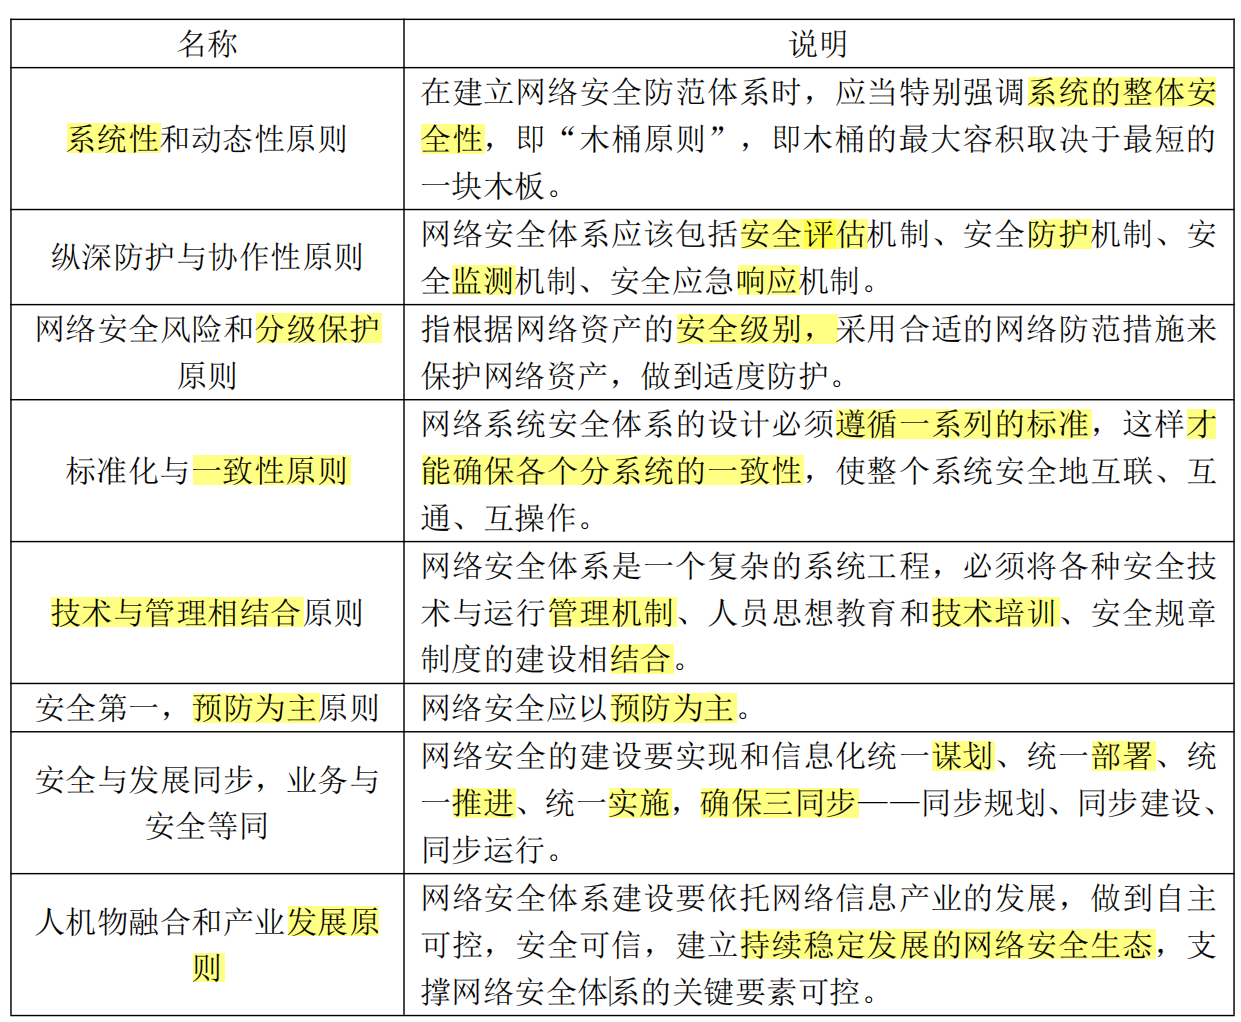 名称
说明
系统性和动态性原则
在建立网络安全防范体系时，应当特别强调系统的整体安
全性，即“木桶原则”，即木桶的最大容积取决于最短的
一块木板。
纵深防护与协作性原则
网络安全体系应该包括安全评估机制、安全防护机制、安
全监测机制、安全应急响应机制。
网络安全风险和分级保护
原则
指根据网络资产的安全级别，采用合适的网络防范措施来
保护网络资产，做到适度防护。
标准化与一致性原则
网络系统安全体系的设计必须遵循一系列的标准，这样才
能确保各个分系统的一致性，使整个系统安全地互联、互
通、互操作。
技术与管理相结合原则
网络安全体系是一个复杂的系统工程，必须将各种安全技
术与运行管理机制、人员思想教育和技术培训、安全规章
制度的建设相结合。
安全第一，预防为主原则
网络安全应以预防为主。
安全与发展同步，业务与
安全等同
网络安全的建设要实现和信息化统一谋划、统一部署、统
一推进、统一实施，确保三同步——同步规划、同步建设、
同步运行。
人机物融合和产业发展原
则
网络安全体系建设要依托网络信息产业的发展，做到自主
可控，安全可信，建立持续稳定发展的网络安全生态，支
撑网络安全体系的关键要素可控。